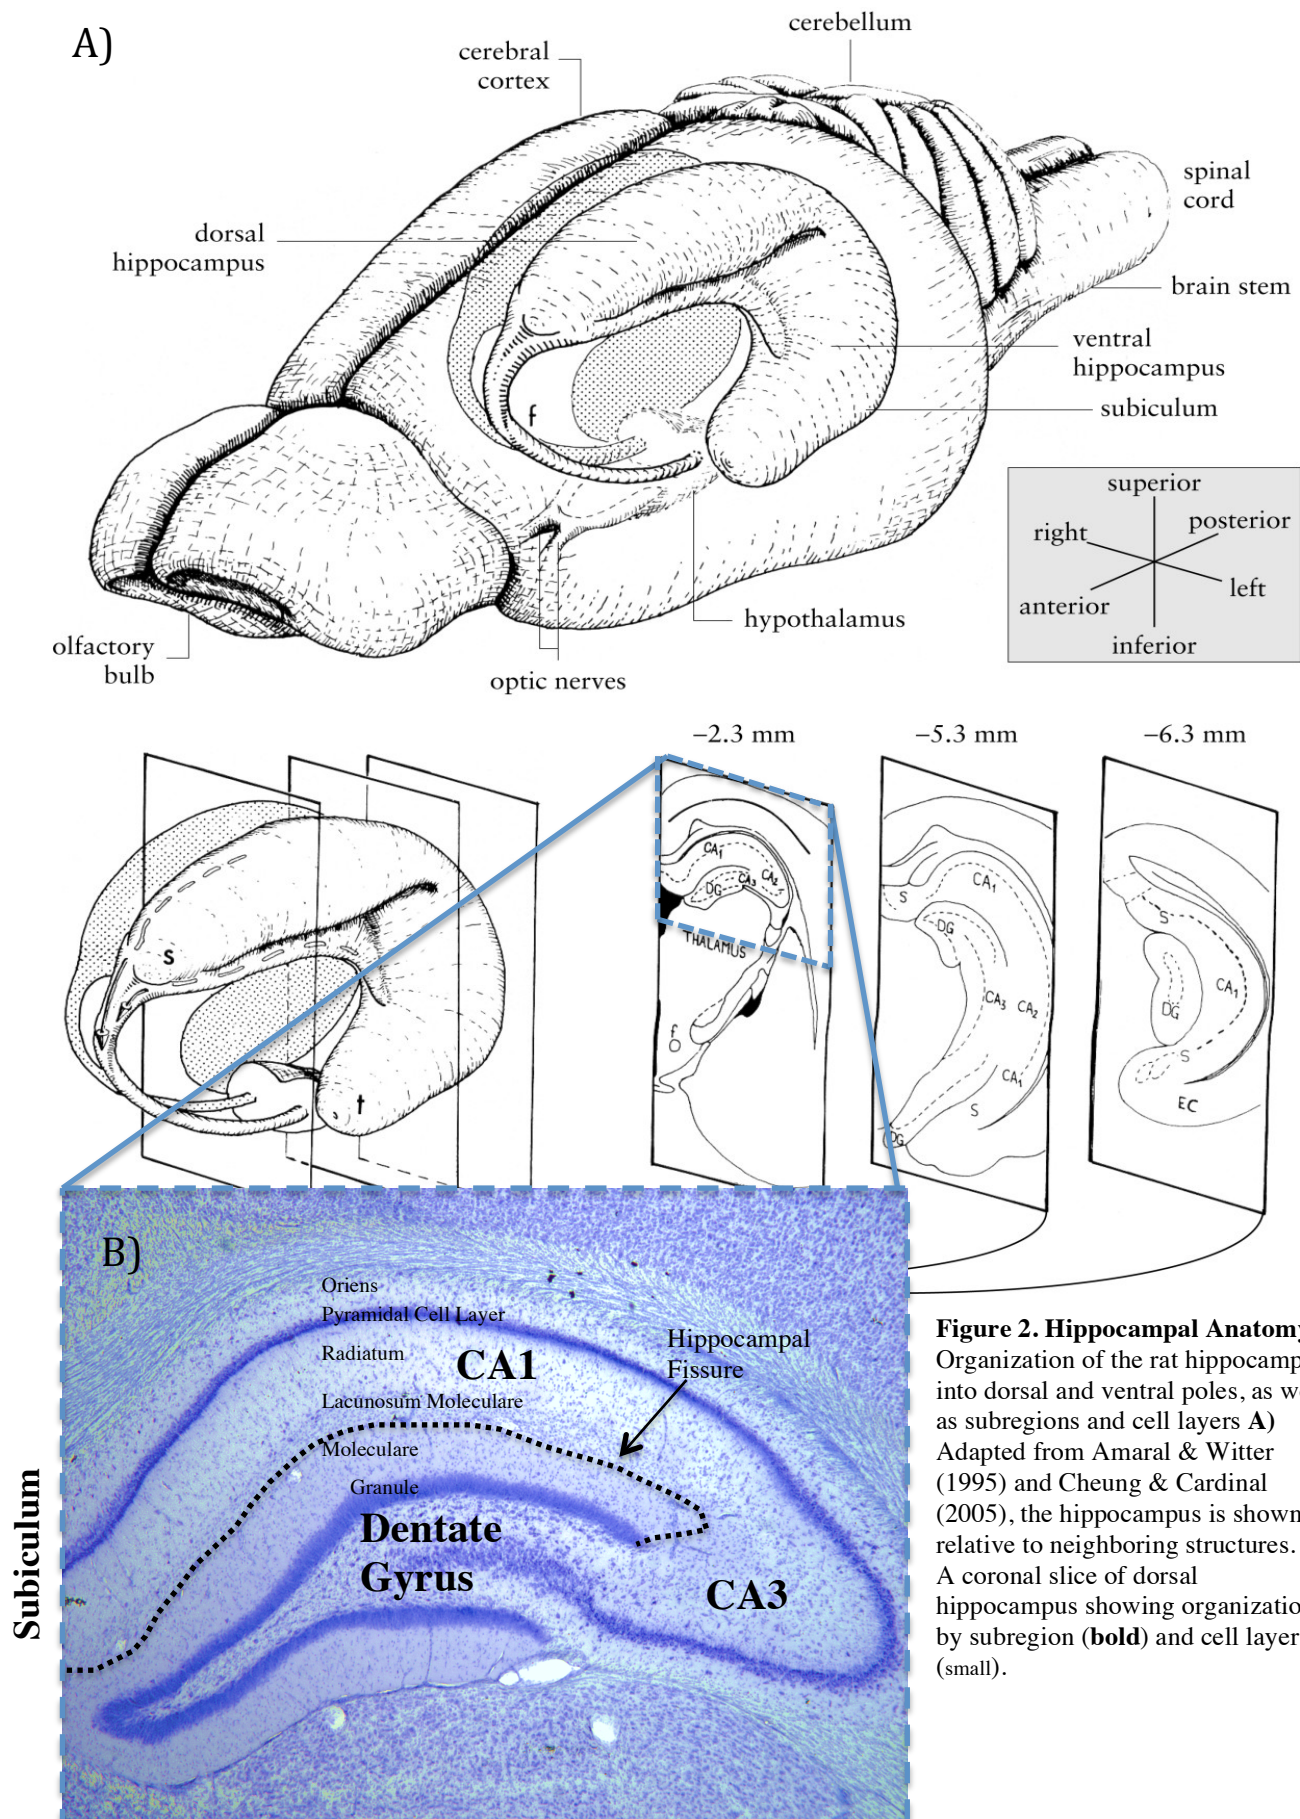 A)
cerebellum
cerebral
cortex
spinal
cord
dorsal
hippocampus
brain stem
ventral
hippocampus
subiculum
f
superior
posterior
right
left
anterior
inferior
hypothalamus
olfactory
bulb
optic nerves
−2.3 mm
−5.3 mm
−6.3 mm
s
t
CA1
CA2
CA3
DG
THALAMUS
f
CA1
S
DG
CA3
CA2
CA1
S
DG
S
CA1
DG
S
EC
B)
Oriens
Pyramidal Cell Layer
Radiatum
CA1
Hippocampal
Fissure
Lacunosum Moleculare
Moleculare
Granule
Dentate
Gyrus
CA3
Subiculum
Figure 2. Hippocampal Anatomy
Organization of the rat hippocamp
into dorsal and ventral poles, as we
as subregions and cell layers A)
Adapted from Amaral & Witter
(1995) and Cheung & Cardinal
(2005), the hippocampus is shown
relative to neighboring structures.
A coronal slice of dorsal
hippocampus showing organizatio
by subregion (bold) and cell layer
(small).